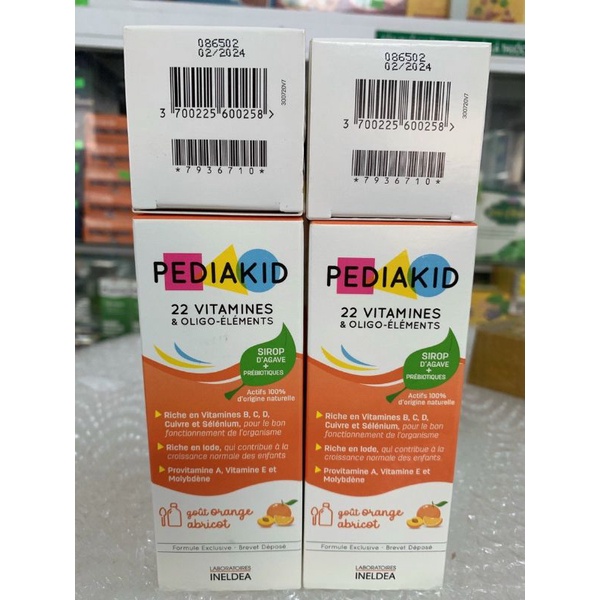 086502
02/2024
3 700225 600258 >
300720V7
*7936710*
PEDIAKID
22 VITAMINES
& OLIGO-ÉLÉMENTS
SIROP
D'AGAVE
+
PRÉBIOTIQUES
Actifs 100%
d'origine naturelle
Riche en Vitamines B, C, D,
Cuivre et Sélénium, pour le bon
fonctionnement de l'organisme
Riche en Iode, qui contribue à la
croissance normale des enfants
Provitamine A, Vitamine E et
Molybdène
goût orange
abricot
Formule Exclusive - Brevet Déposé
LABORATOIRES
INELDEA
086502
02/2024
3 700225 600258 >
300720V7
*7936710*
PEDIAKID
22 VITAMINES
& OLIGO-ÉLÉMENTS
SIROP
D'AGAVE
+
PRÉBIOTIQUES
Actifs 100%
d'origine naturelle
Riche en Vitamines B, C, D,
Cuivre et Sélénium, pour le bon
fonctionnement de l'organisme
Riche en Iode, qui contribue à la
croissance normale des enfants
Provitamine A, Vitamine E et
Molybdène
goût orange
abricot
Formule Exclusive - Brevet Déposé
LABORATOIRES
INELDEA